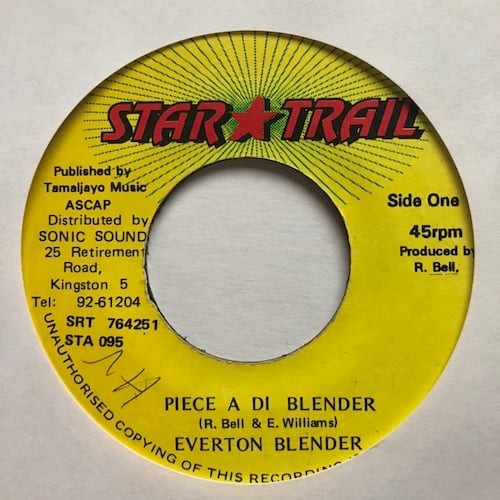 STAR TRAIL
Published by
Tamaljayo Music
ASCAP
Distributed by
SONIC SOUND
25 Retirement
Road,
Kingston 5
Tel: 92-61204
SRT 764251
STA 095
Side One
45rpm
Produced by
R. Bell,
PIECE A DI BLENDER
(R. Bell & E. Williams)
EVERTON BLENDER
UNAUTHORISED COPYING OF THIS RECORDING